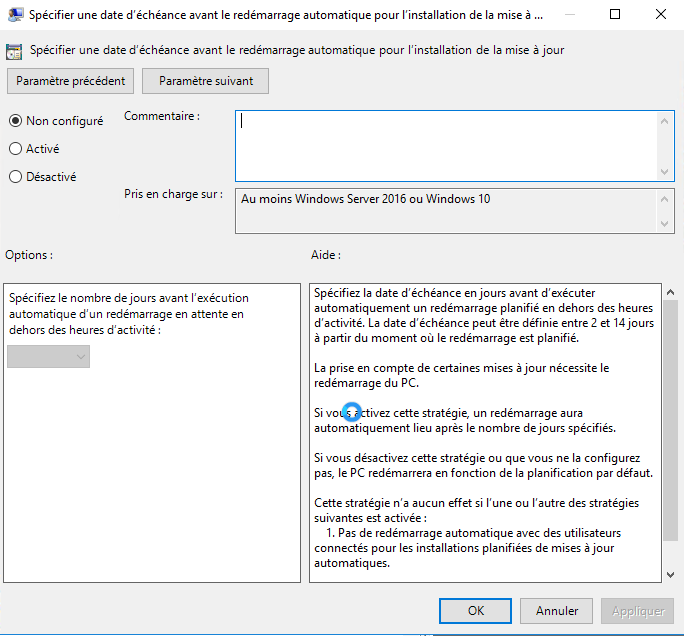 Spécifier une date d’échéance avant le redémarrage automatique pour l’installation de la mise à ...
Spécifier une date d’échéance avant le redémarrage automatique pour l’installation de la mise à jour
Paramètre précédent
Paramètre suivant
Non configuré
Activé
Désactivé
Commentaire :
Pris en charge sur :
Au moins Windows Server 2016 ou Windows 10
Options :
Aide :
Spécifiez le nombre de jours avant l’exécution
automatique d’un redémarrage en attente en
dehors des heures d’activité :
Spécifiez la date d’échéance en jours avant d’exécuter
automatiquement un redémarrage planifié en dehors des heures
d’activité. La date d’échéance peut être définie entre 2 et 14 jours
à partir du moment où le redémarrage est planifié.
La prise en compte de certaines mises à jour nécessite le
redémarrage du PC.
Si vous activez cette stratégie, un redémarrage aura
automatiquement lieu après le nombre de jours spécifiés.
Si vous désactivez cette stratégie ou que vous ne la configurez
pas, le PC redémarrera en fonction de la planification par défaut.
Cette stratégie n’a aucun effet si l’une ou l’autre des stratégies
suivantes est activée :
1. Pas de redémarrage automatique avec des utilisateurs
connectés pour les installations planifiées de mises à jour
automatiques.
OK
Annuler
Appliquer